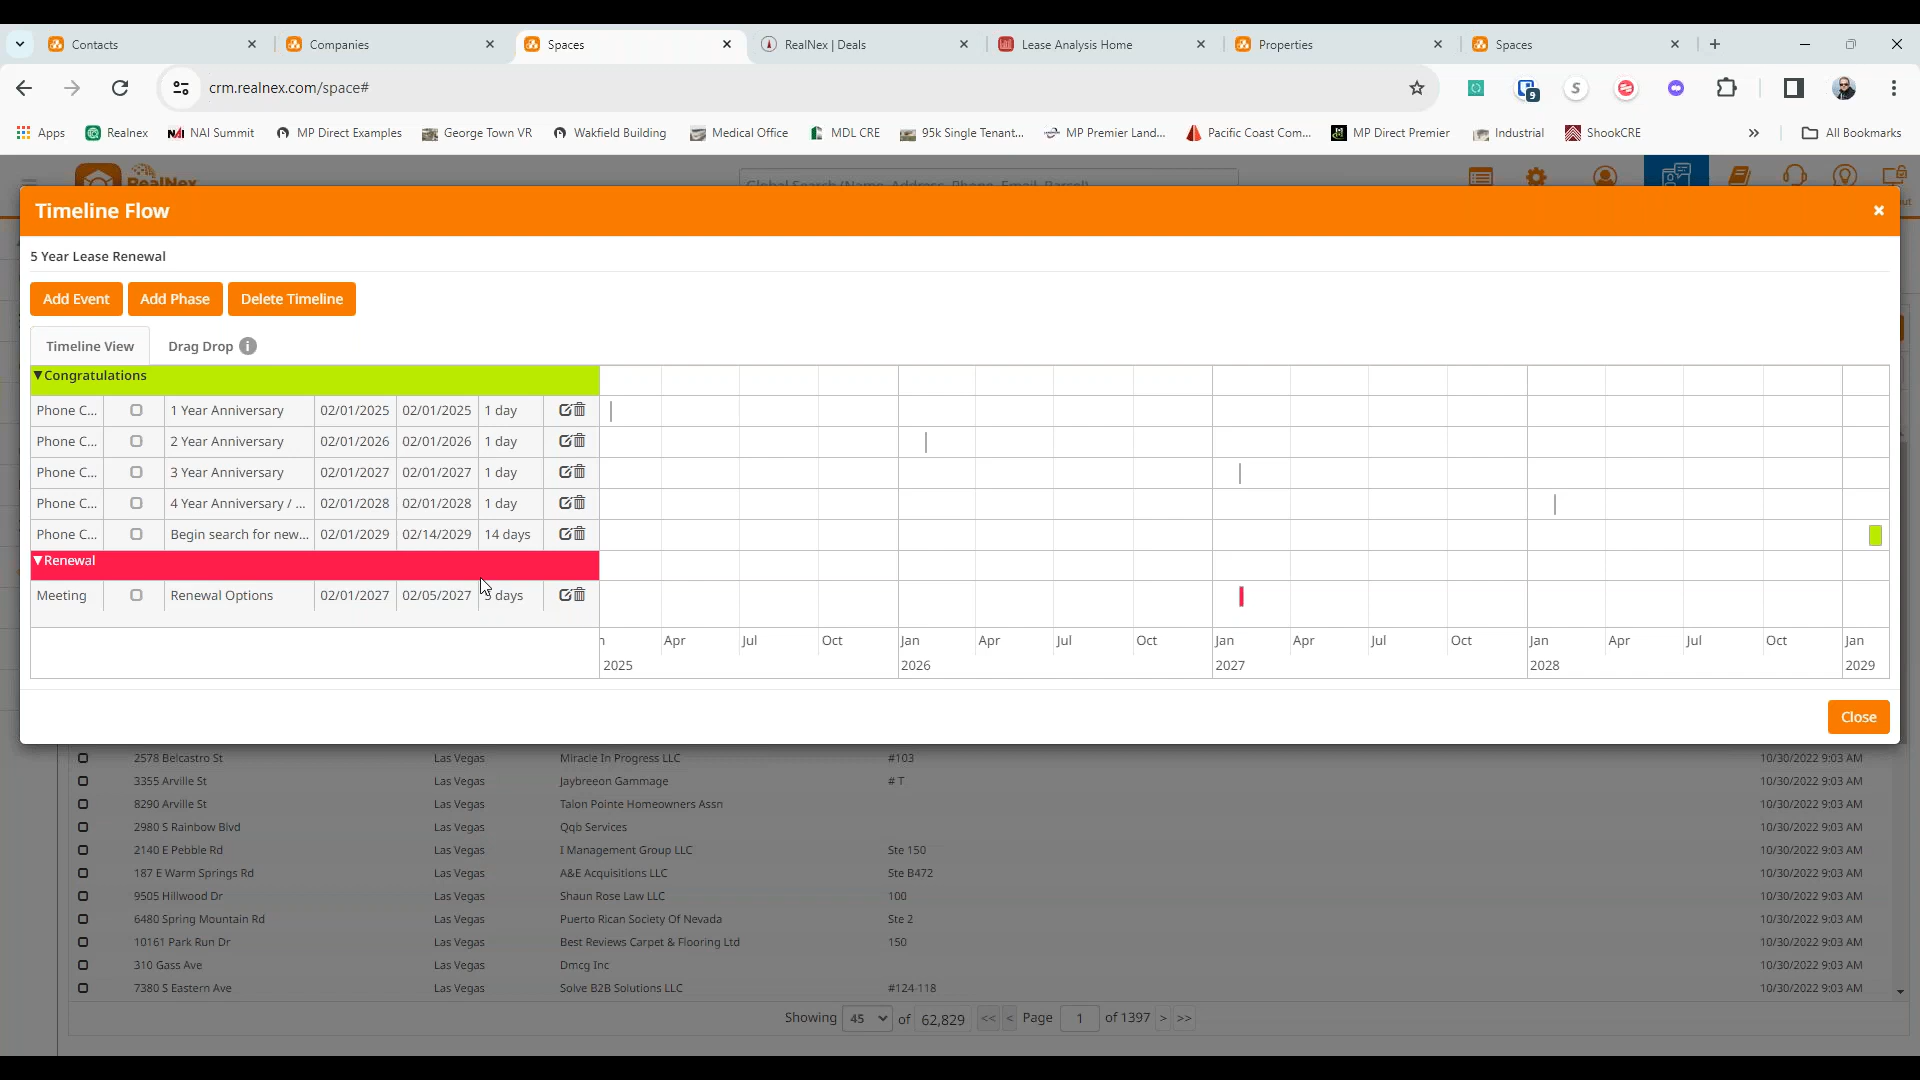 Contacts
Companies
Spaces
RealNex | Deals
Lease Analysis Home
Properties
Spaces
crm.realnex.com/space#
S
9
Apps
Realnex
NAI Summit
MP Direct Examples
George Town VR
Wakfield Building
Medical Office
MDL CRE
95k Single Tenant...
MP Premier Land...
Pacific Coast Com...
MP Direct Premier
Industrial
ShookCRE
All Bookmarks
RealNex
Global Search (Name, Address, Phone, Email, Parcel)
Timeline Flow
5 Year Lease Renewal
Add Event Add Phase Delete Timeline
Timeline View Drag Drop
Congratulations
Phone C... 1 Year Anniversary 02/01/2025 02/01/2025 1 day
Phone C... 2 Year Anniversary 02/01/2026 02/01/2026 1 day
Phone C... 3 Year Anniversary 02/01/2027 02/01/2027 1 day
Phone C... 4 Year Anniversary / ... 02/01/2028 02/01/2028 1 day
Phone C... Begin search for new... 02/01/2029 02/14/2029 14 days
Renewal
Meeting Renewal Options 02/01/2027 02/05/2027 5 days
Apr Jul Oct Jan Apr Jul Oct Jan Apr Jul Oct Jan Apr Jul Oct Jan
2025 2026 2027 2028 2029
Close
2578 Belcastro St Las Vegas Miracle In Progress LLC #103 10/30/2022 9:03 AM
3355 Arville St Las Vegas Jaybreeon Gammage # T 10/30/2022 9:03 AM
8290 Arville St Las Vegas Talon Pointe Homeowners Assn 10/30/2022 9:03 AM
2980 S Rainbow Blvd Las Vegas Qqb Services 10/30/2022 9:03 AM
2140 E Pebble Rd Las Vegas I Management Group LLC Ste 150 10/30/2022 9:03 AM
187 E Warm Springs Rd Las Vegas A&E Acquisitions LLC Ste B472 10/30/2022 9:03 AM
9505 Hillwood Dr Las Vegas Shaun Rose Law LLC 100 10/30/2022 9:03 AM
6480 Spring Mountain Rd Las Vegas Puerto Rican Society Of Nevada Ste 2 10/30/2022 9:03 AM
10161 Park Run Dr Las Vegas Best Reviews Carpet & Flooring Ltd 150 10/30/2022 9:03 AM
310 Gass Ave Las Vegas Dmcg Inc 10/30/2022 9:03 AM
7380 S Eastern Ave Las Vegas Solve B2B Solutions LLC #124-118 10/30/2022 9:03 AM
Showing 45 of 62,829 << < Page 1 of 1397 > >>